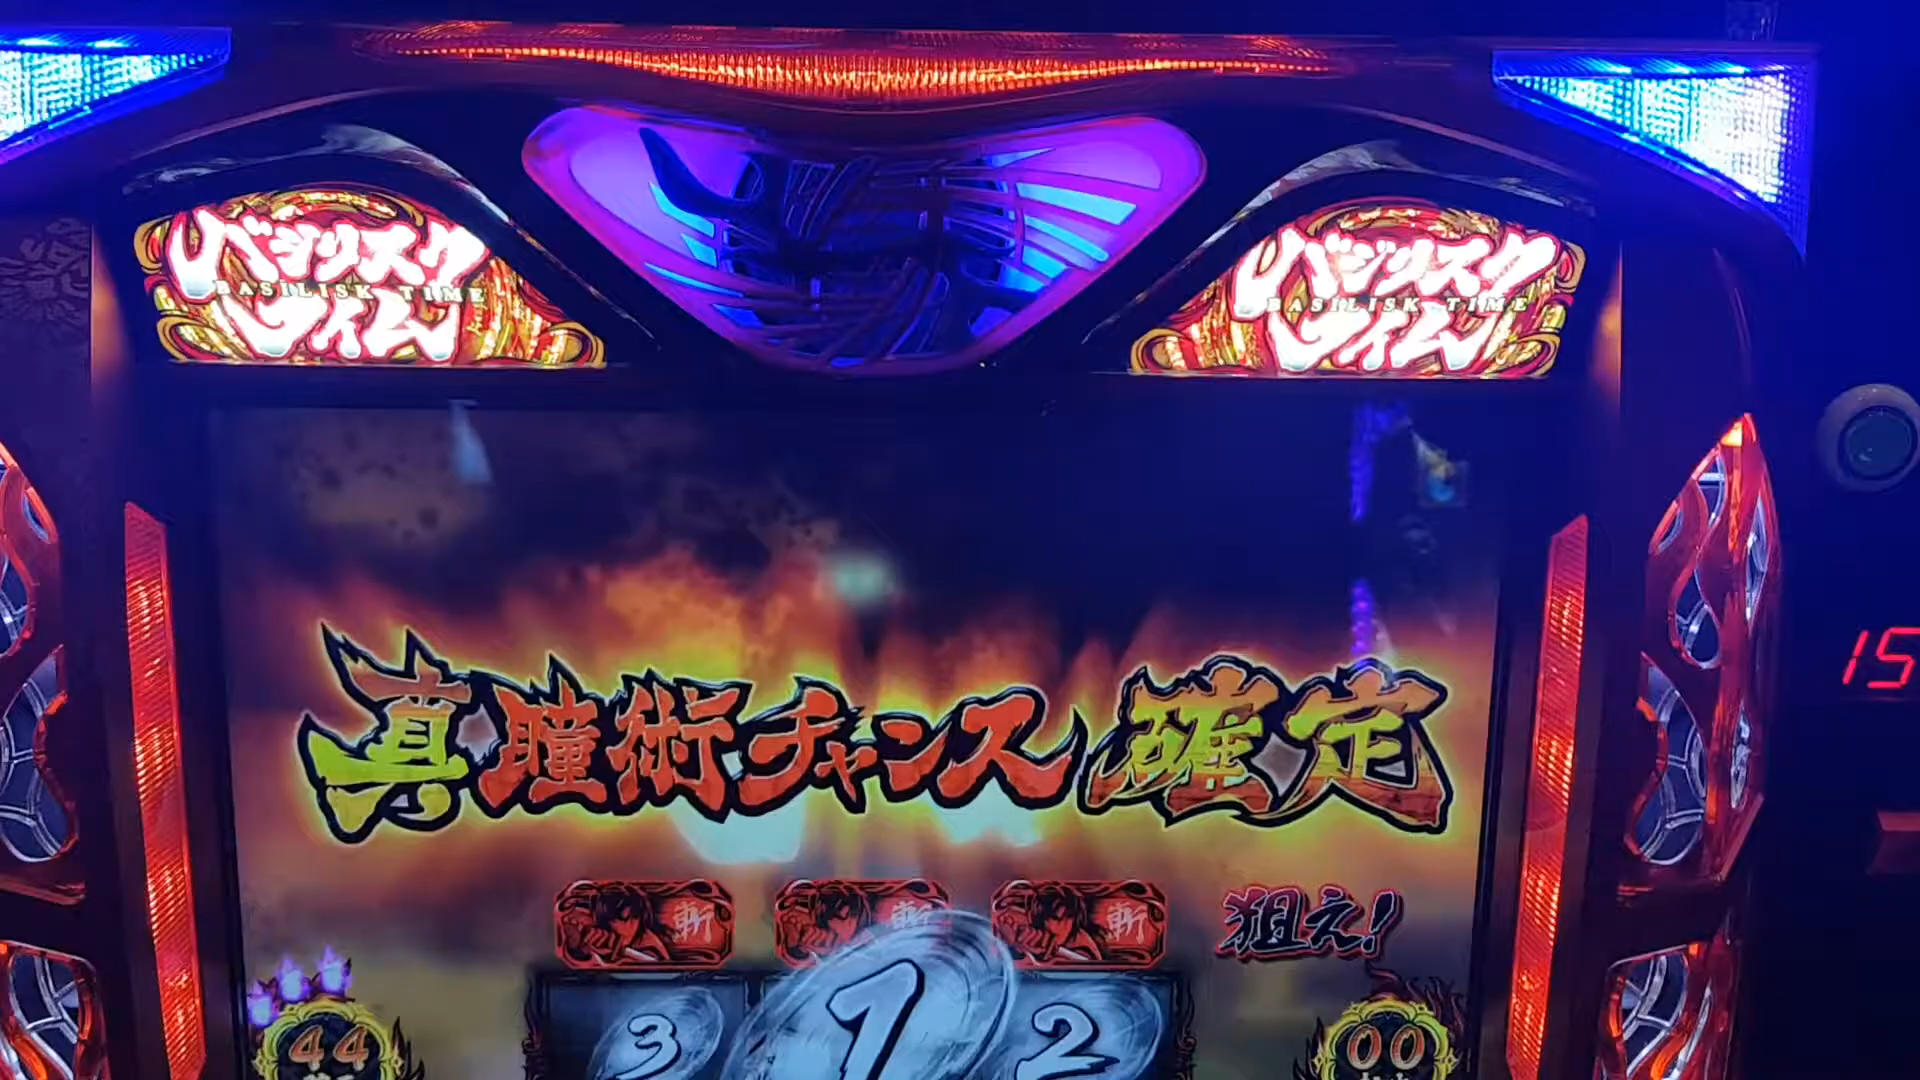 バジリスク
BASILISK TIME
タイム
バジリスク
BASILISK TIME
タイム
15
真・瞳術チャンス 確定
斬 斬 斬 狙え!
3 1 2
44
00